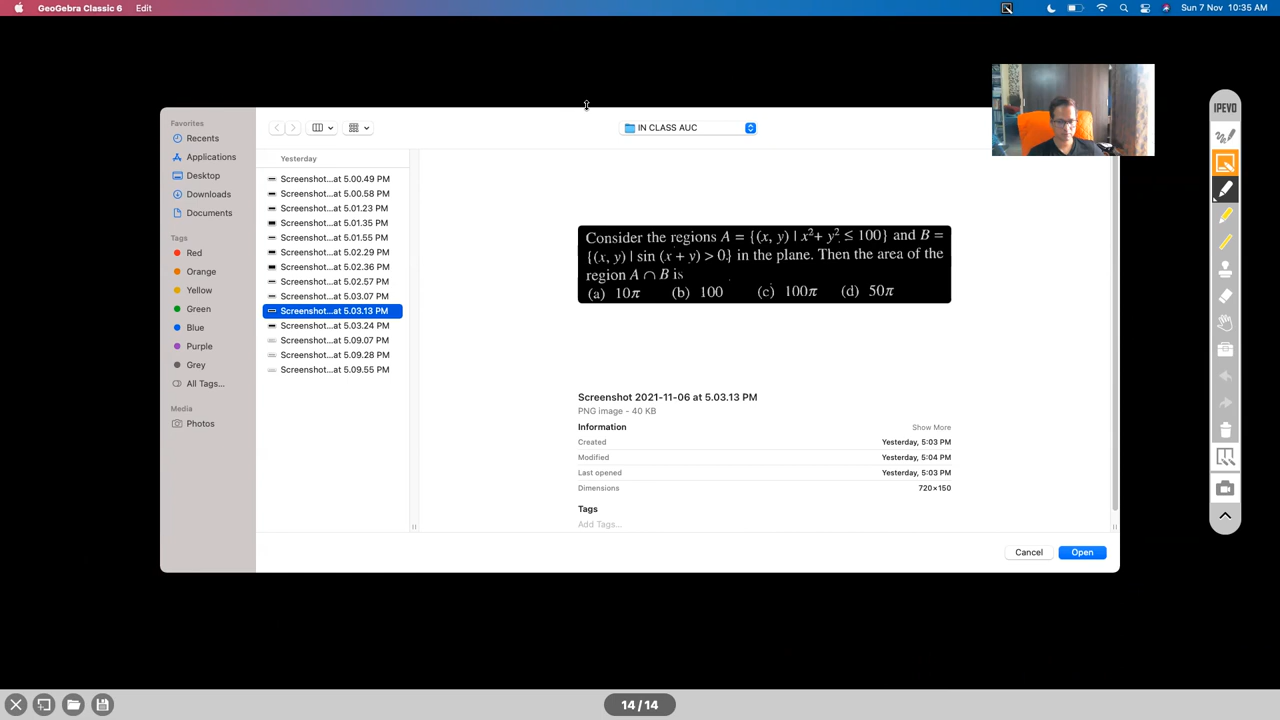 GeoGebra Classic 6 Edit
Sun 7 Nov 10:35 AM
IPEVO
Favorites
Recents
Applications
Desktop
Downloads
Documents
Tags
Red
Orange
Yellow
Green
Blue
Purple
Grey
All Tags...
Media
Photos
IN CLASS AUC
Yesterday
Screenshot...at 5.00.49 PM
Screenshot...at 5.00.58 PM
Screenshot...at 5.01.23 PM
Screenshot...at 5.01.35 PM
Screenshot...at 5.01.55 PM
Screenshot...at 5.02.29 PM
Screenshot...at 5.02.36 PM
Screenshot...at 5.02.57 PM
Screenshot...at 5.03.07 PM
Screenshot...at 5.03.13 PM
Screenshot...at 5.03.24 PM
Screenshot...at 5.09.07 PM
Screenshot...at 5.09.28 PM
Screenshot...at 5.09.55 PM
Consider the regions A = {(x, y) | x²+ y² ≤ 100} and B =
{(x, y) | sin (x + y) > 0} in the plane. Then the area of the
region A ∩ B is
(a) 10π (b) 100 (c) 100π (d) 50π
Screenshot 2021-11-06 at 5.03.13 PM
PNG image - 40 KB
Information Show More
Created Yesterday, 5:03 PM
Modified Yesterday, 5:04 PM
Last opened Yesterday, 5:03 PM
Dimensions 720×150
Tags
Add Tags...
Cancel Open
14 / 14